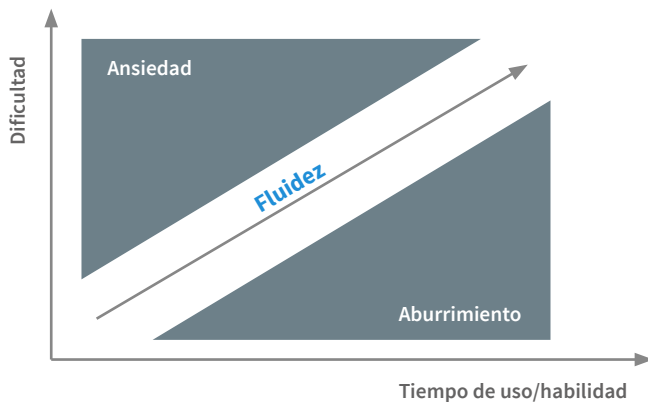 Ansiedad
Dificultad
Fluidez
Aburrimiento
Tiempo de uso/habilidad